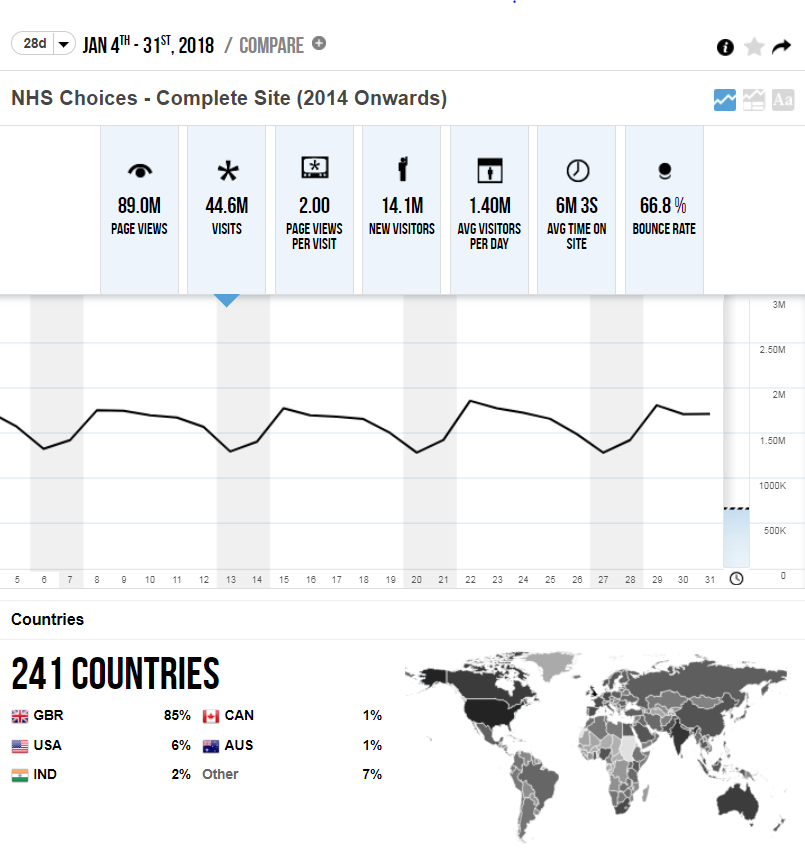 28d JAN 4TH - 31ST, 2018 / COMPARE
NHS Choices - Complete Site (2014 Onwards)
Aa
89.0M 44.6M 2.00 14.1M 1.40M 6M 3S 66.8 %
PAGE VIEWS VISITS PAGE VIEWS NEW VISITORS AVG VISITORS AVG TIME ON BOUNCE RATE
PER VISIT PER DAY SITE
3M
2.50M
2M
1.50M
1000K
500K
0
5 6 7 8 9 10 11 12 13 14 15 16 17 18 19 20 21 22 23 24 25 26 27 28 29 30 31
Countries
241 COUNTRIES
GBR 85% CAN 1%
USA 6% AUS 1%
IND 2% Other 7%